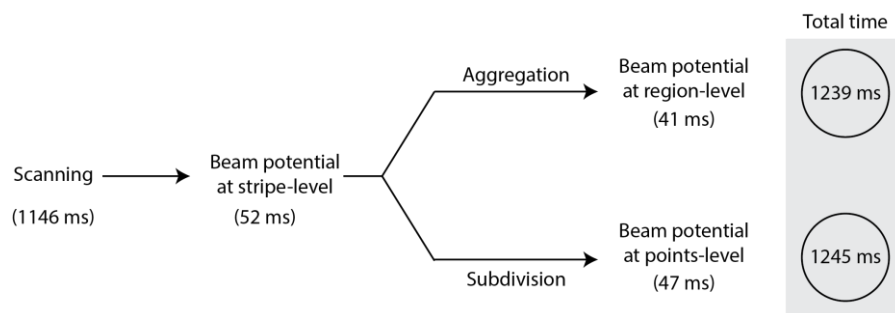 Total time
Aggregation
Beam potential
at region-level
(41 ms)
1239 ms
Scanning
(1146 ms)
Beam potential
at stripe-level
(52 ms)
Subdivision
Beam potential
at points-level
(47 ms)
1245 ms